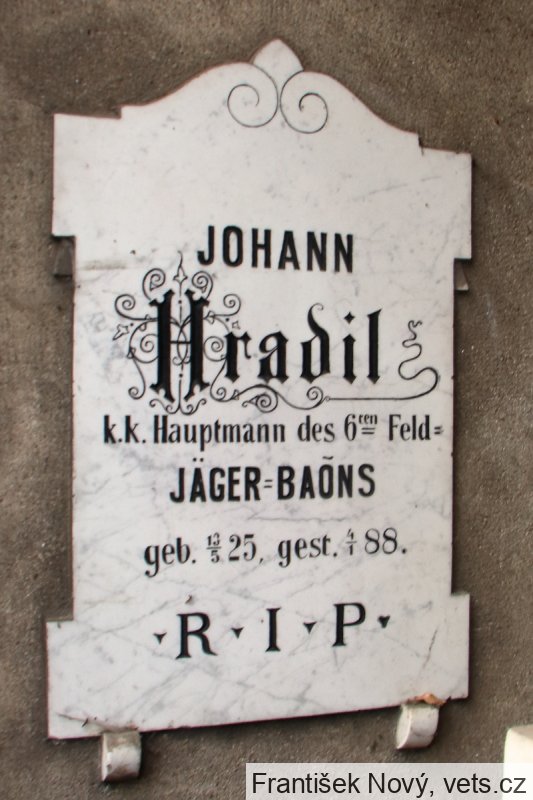 JOHANN
Hradil
k.k. Hauptmann des 6ten Feld=
JÄGER=BAÕNS
geb. 13/5 25, gest. 4/1 88.
R I P
František Nový, vets.cz